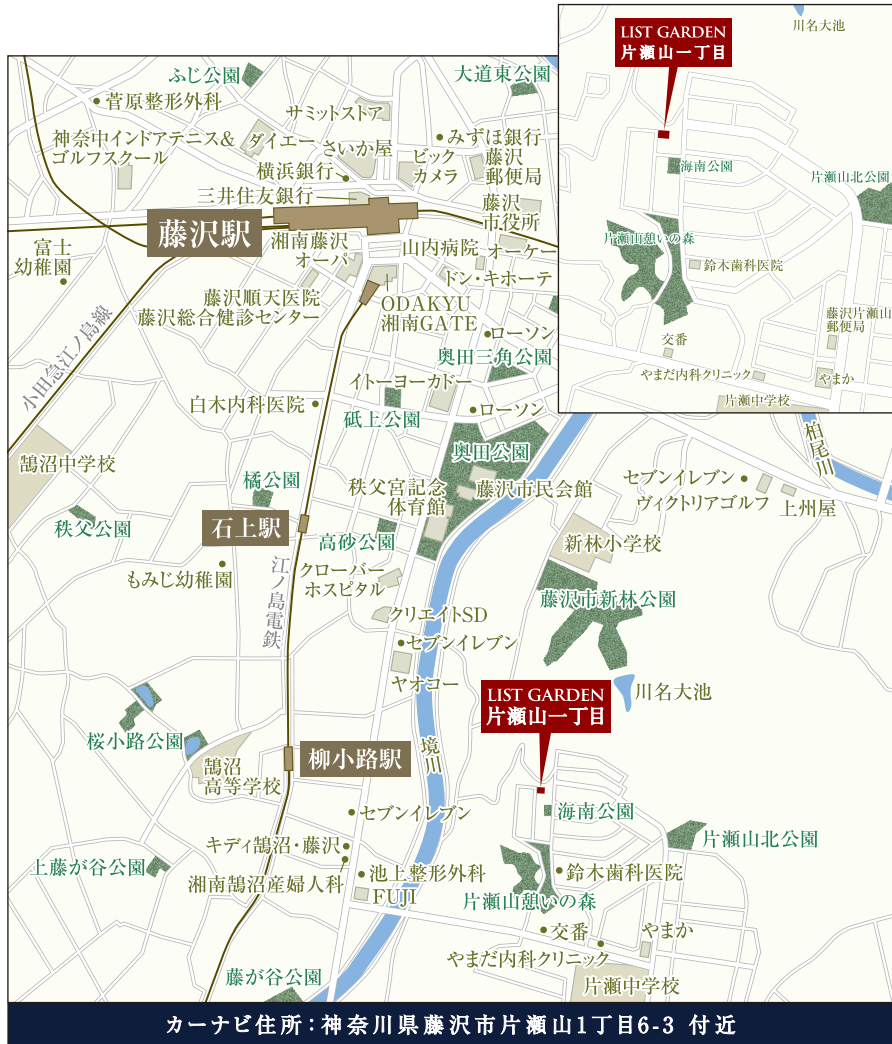 川名大池
LIST GARDEN
片瀬山一丁目
海南公園
片瀬山北公園
片瀬山憩いの森
鈴木歯科医院
藤沢片瀬山
郵便局
交番
やまだ内科クリニック
やまか
片瀬中学校
ふじ公園
大道東公園
菅原整形外科
サミットストア
神奈中インドアテニス&
ゴルフスクール
ダイエー
さいか屋
みずほ銀行
横浜銀行
ビック
カメラ
藤沢
郵便局
三井住友銀行
藤沢駅
藤沢
市役所
富士
幼稚園
湘南藤沢
オーパ
山内病院
オーケー
ドン・キホーテ
藤沢順天医院
藤沢総合健診センター
ODAKYU
湘南GATE
小田急江ノ島線
ローソン
奥田三角公園
イトーヨーカドー
白木内科医院
砥上公園
ローソン
柏尾川
鵠沼中学校
奥田公園
橘公園
秩父宮記念
体育館
藤沢市民会館
セブンイレブン
ヴィクトリアゴルフ
上州屋
秩父公園
石上駅
高砂公園
新林小学校
もみじ幼稚園
江ノ島電鉄
クローバー
ホスピタル
藤沢市新林公園
クリエイトSD
セブンイレブン
ヤオコー
LIST GARDEN
片瀬山一丁目
川名大池
桜小路公園
境川
鵠沼
高等学校
柳小路駅
セブンイレブン
海南公園
片瀬山北公園
キディ鵠沼・藤沢
上藤が谷公園
湘南鵠沼産婦人科
池上整形外科
鈴木歯科医院
FUJI
片瀬山憩いの森
交番
やまか
やまだ内科クリニック
藤が谷公園
片瀬中学校
カーナビ住所:神奈川県藤沢市片瀬山1丁目6-3 付近